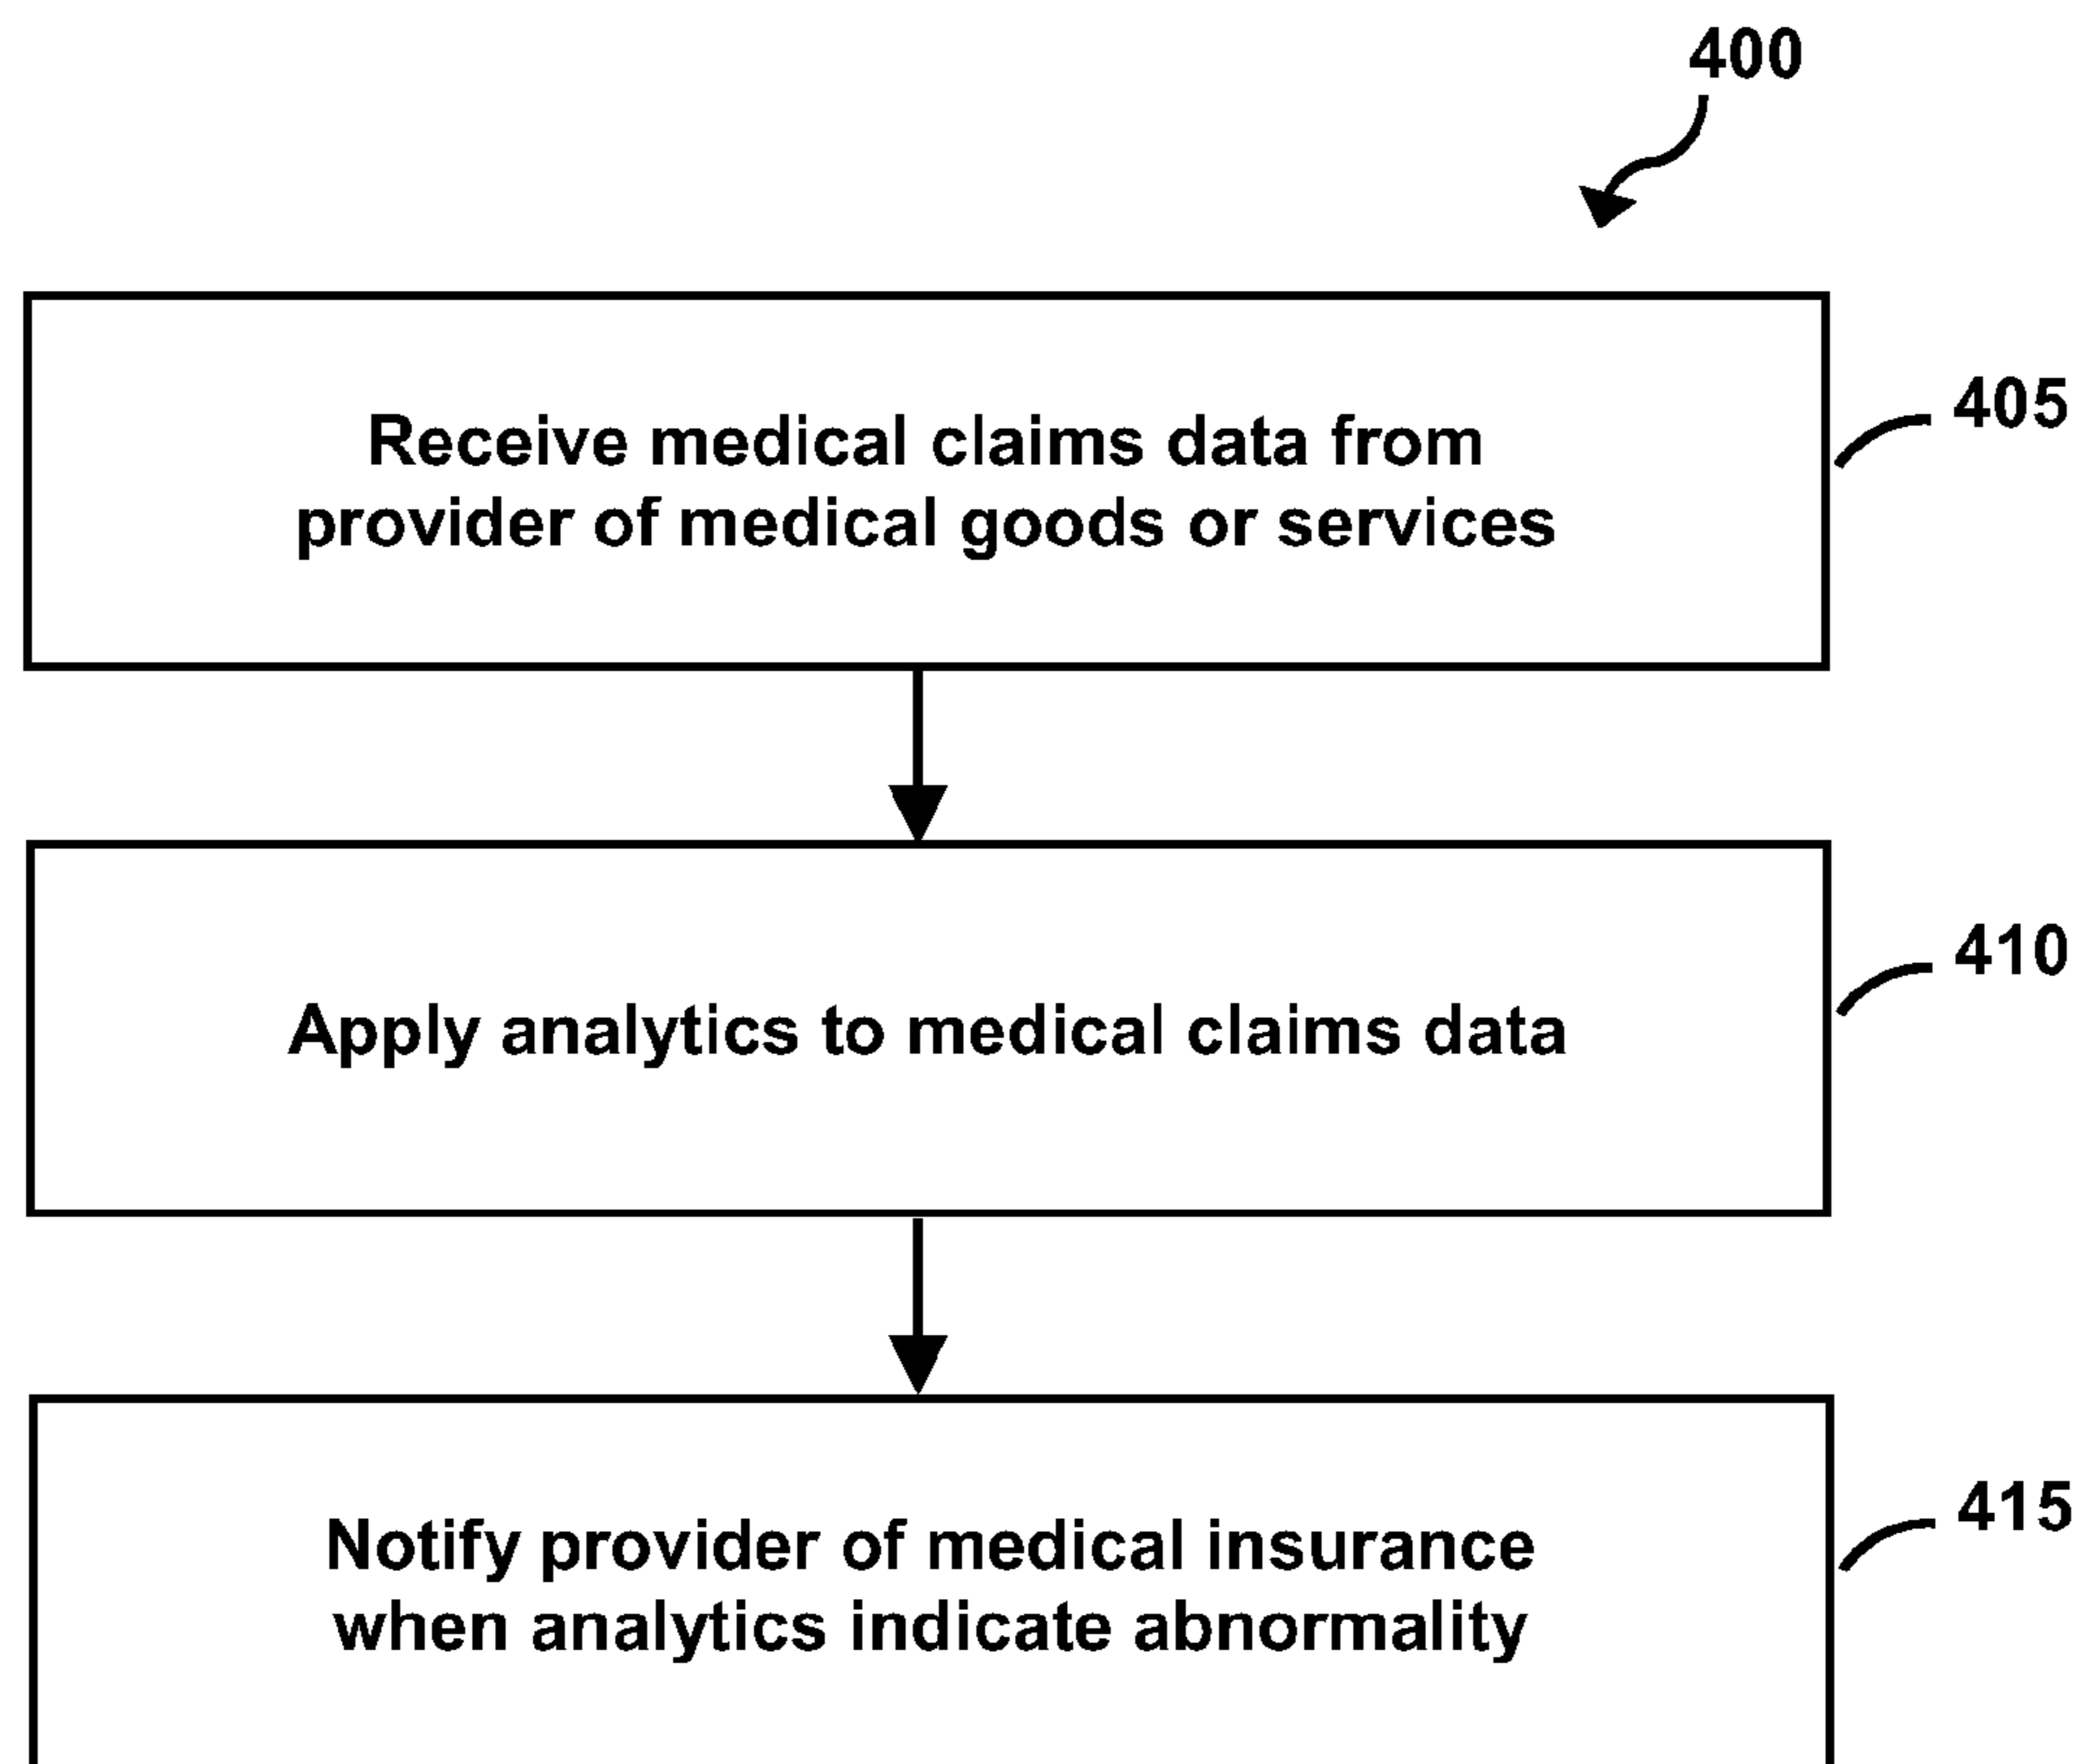 400
Receive medical claims data from
provider of medical goods or services
405
Apply analytics to medical claims data
410
Notify provider of medical insurance
when analytics indicate abnormality
415